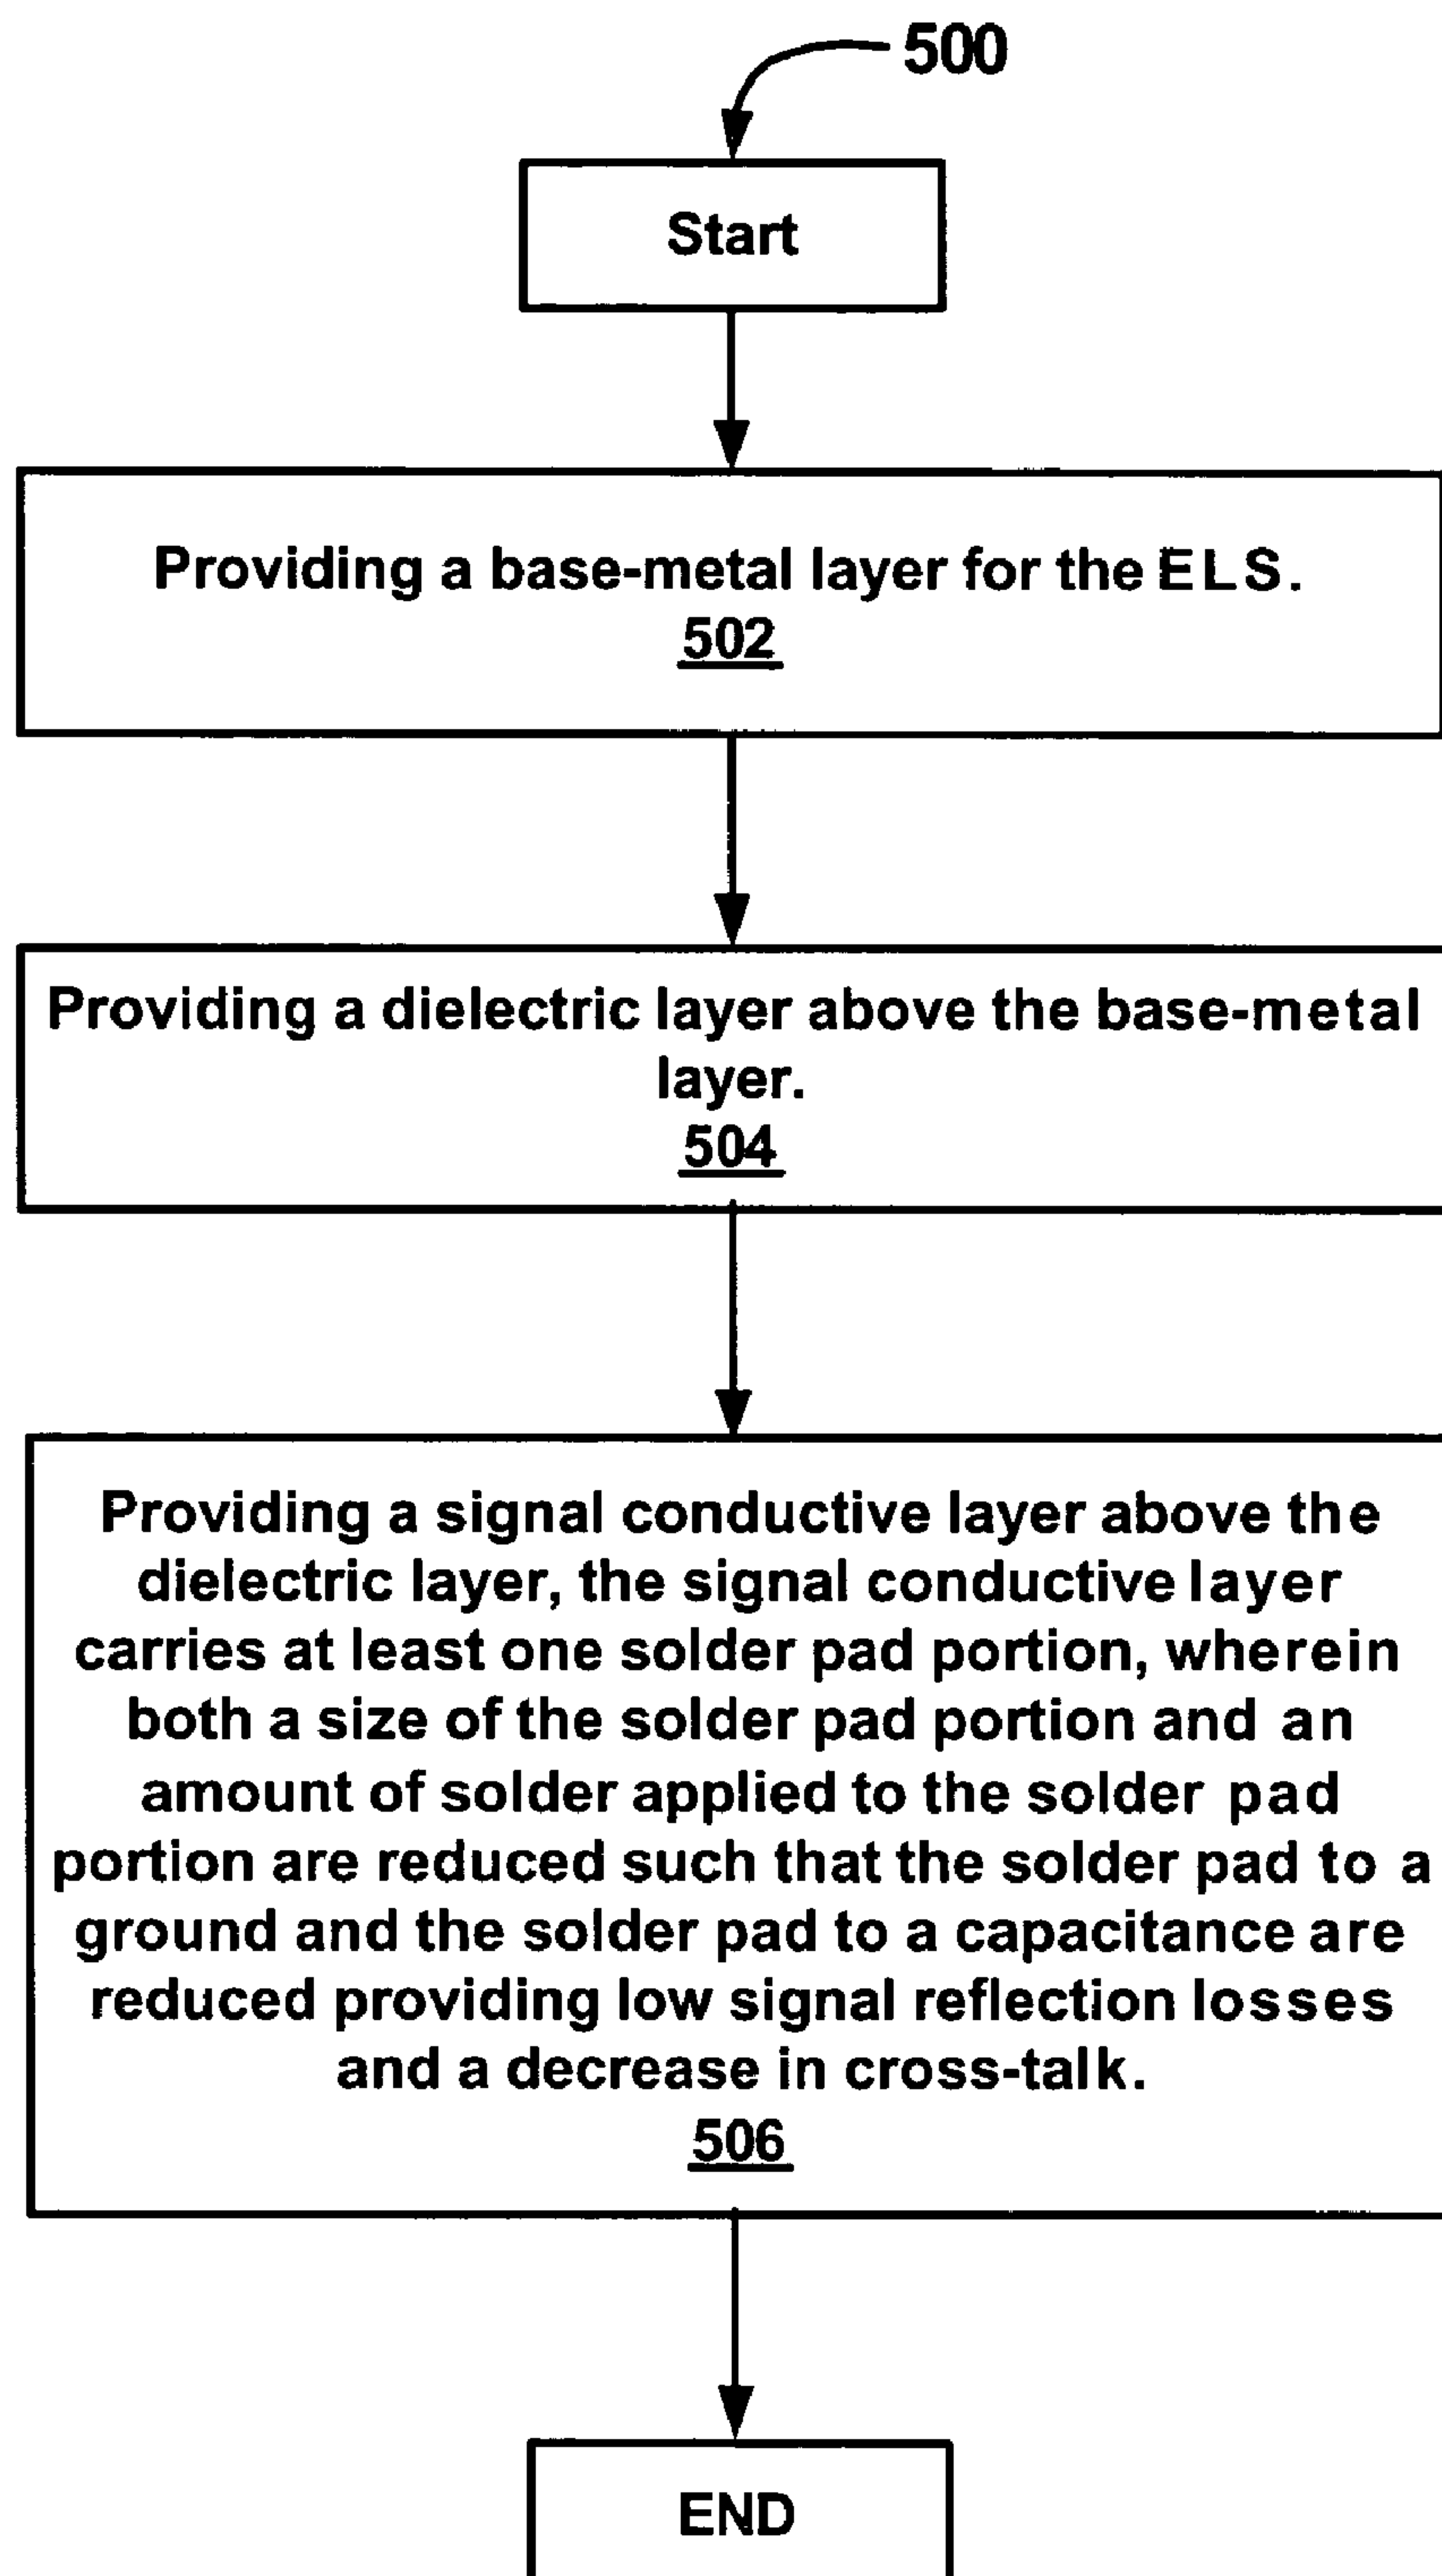 500
Start
Providing a base-metal layer for the ELS.
502
Providing a dielectric layer above the base-metal
layer.
504
Providing a signal conductive layer above the
dielectric layer, the signal conductive layer
carries at least one solder pad portion, wherein
both a size of the solder pad portion and an
amount of solder applied to the solder pad
portion are reduced such that the solder pad to a
ground and the solder pad to a capacitance are
reduced providing low signal reflection losses
and a decrease in cross-talk.
506
END